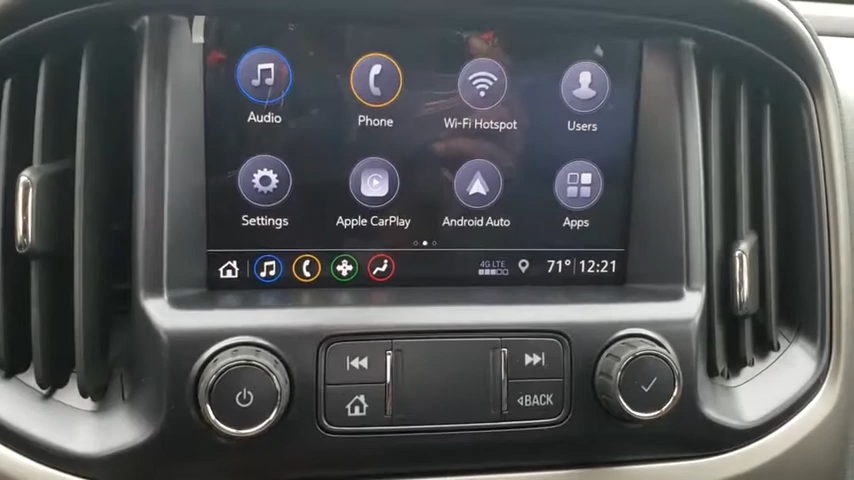 Audio
Phone
Wi-Fi Hotspot
Users
Settings
Apple CarPlay
Android Auto
Apps
4G LTE
71° 12:21
BACK